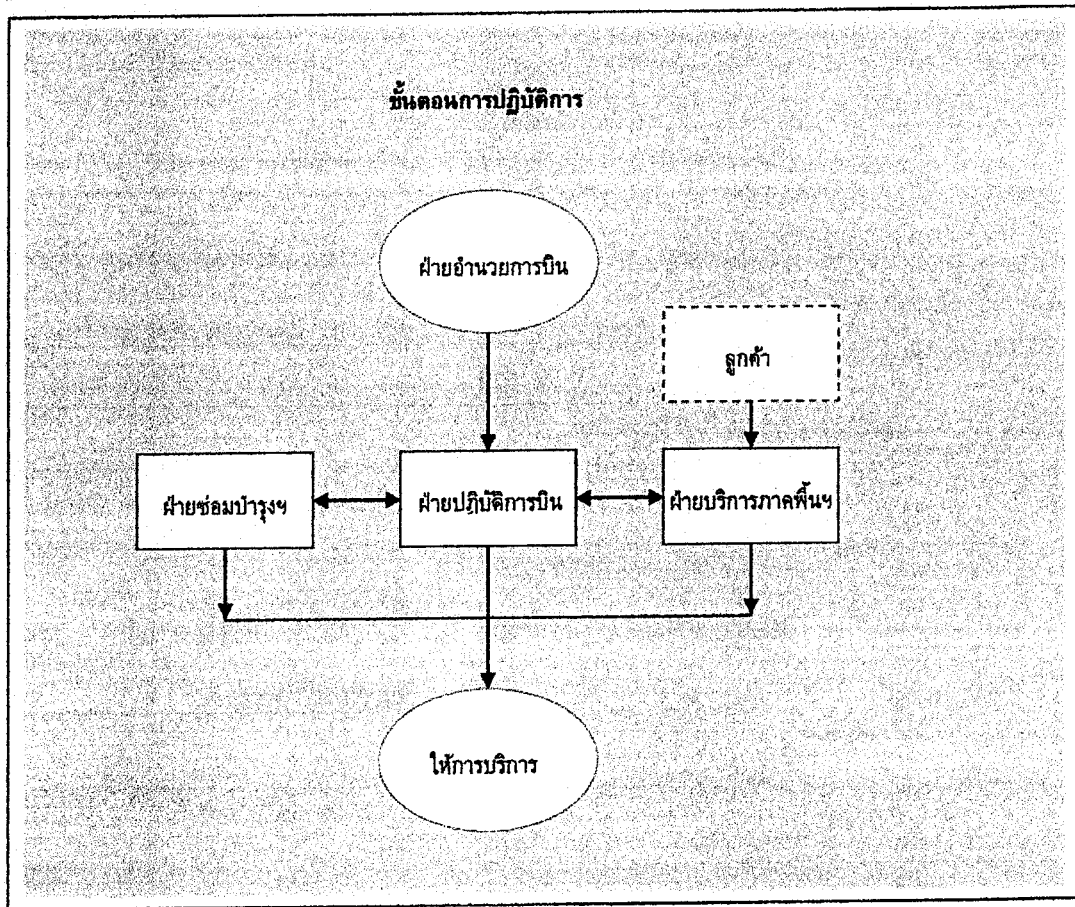 ขั้นตอนการปฏิบัติการ
ฝ่ายอำนวยการบิน
ลูกค้า
ฝ่ายซ่อมบำรุงฯ
ฝ่ายปฏิบัติการบิน
ฝ่ายบริการภาคพื้นฯ
ให้การบริการ